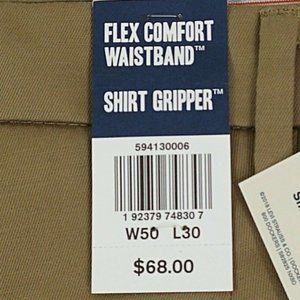 FLEX COMFORT
WAISTBAND™
SHIRT GRIPPER™
594130006
1 92379 74830 7
W50 L30
$68.00